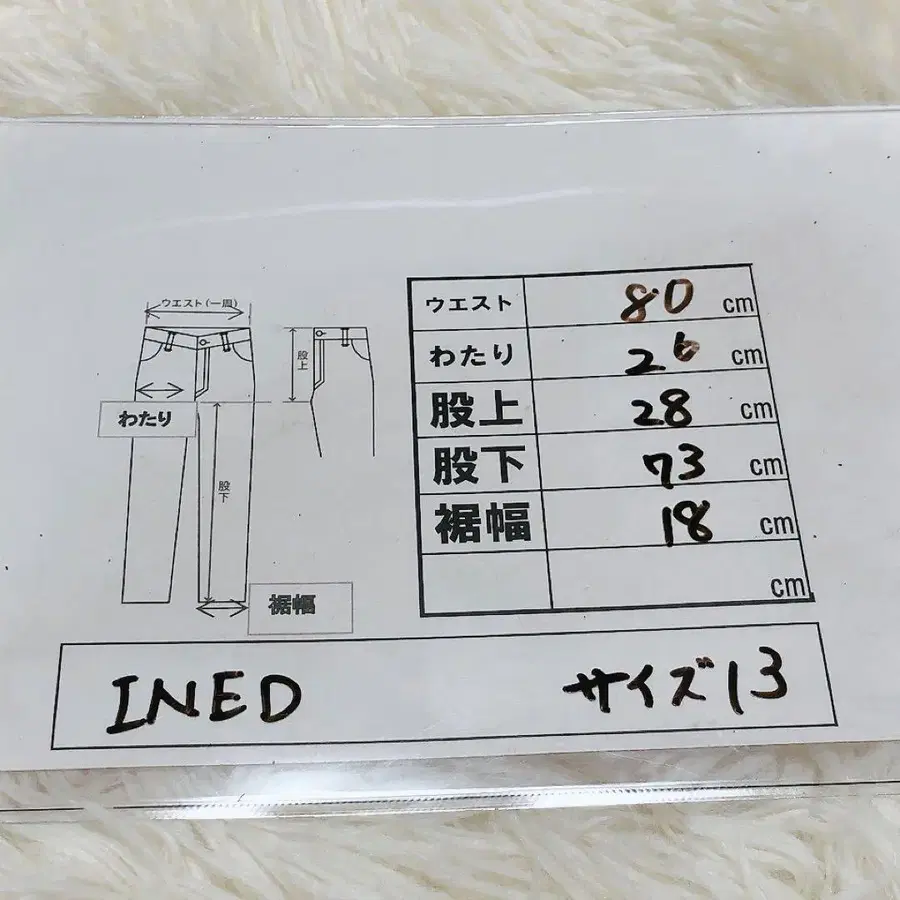 ウエスト(一周)
股上
わたり
股下
裾幅
ウエスト 80 cm
わたり 26 cm
股上 28 cm
股下 73 cm
裾幅 18 cm
cm
INED サイズ13